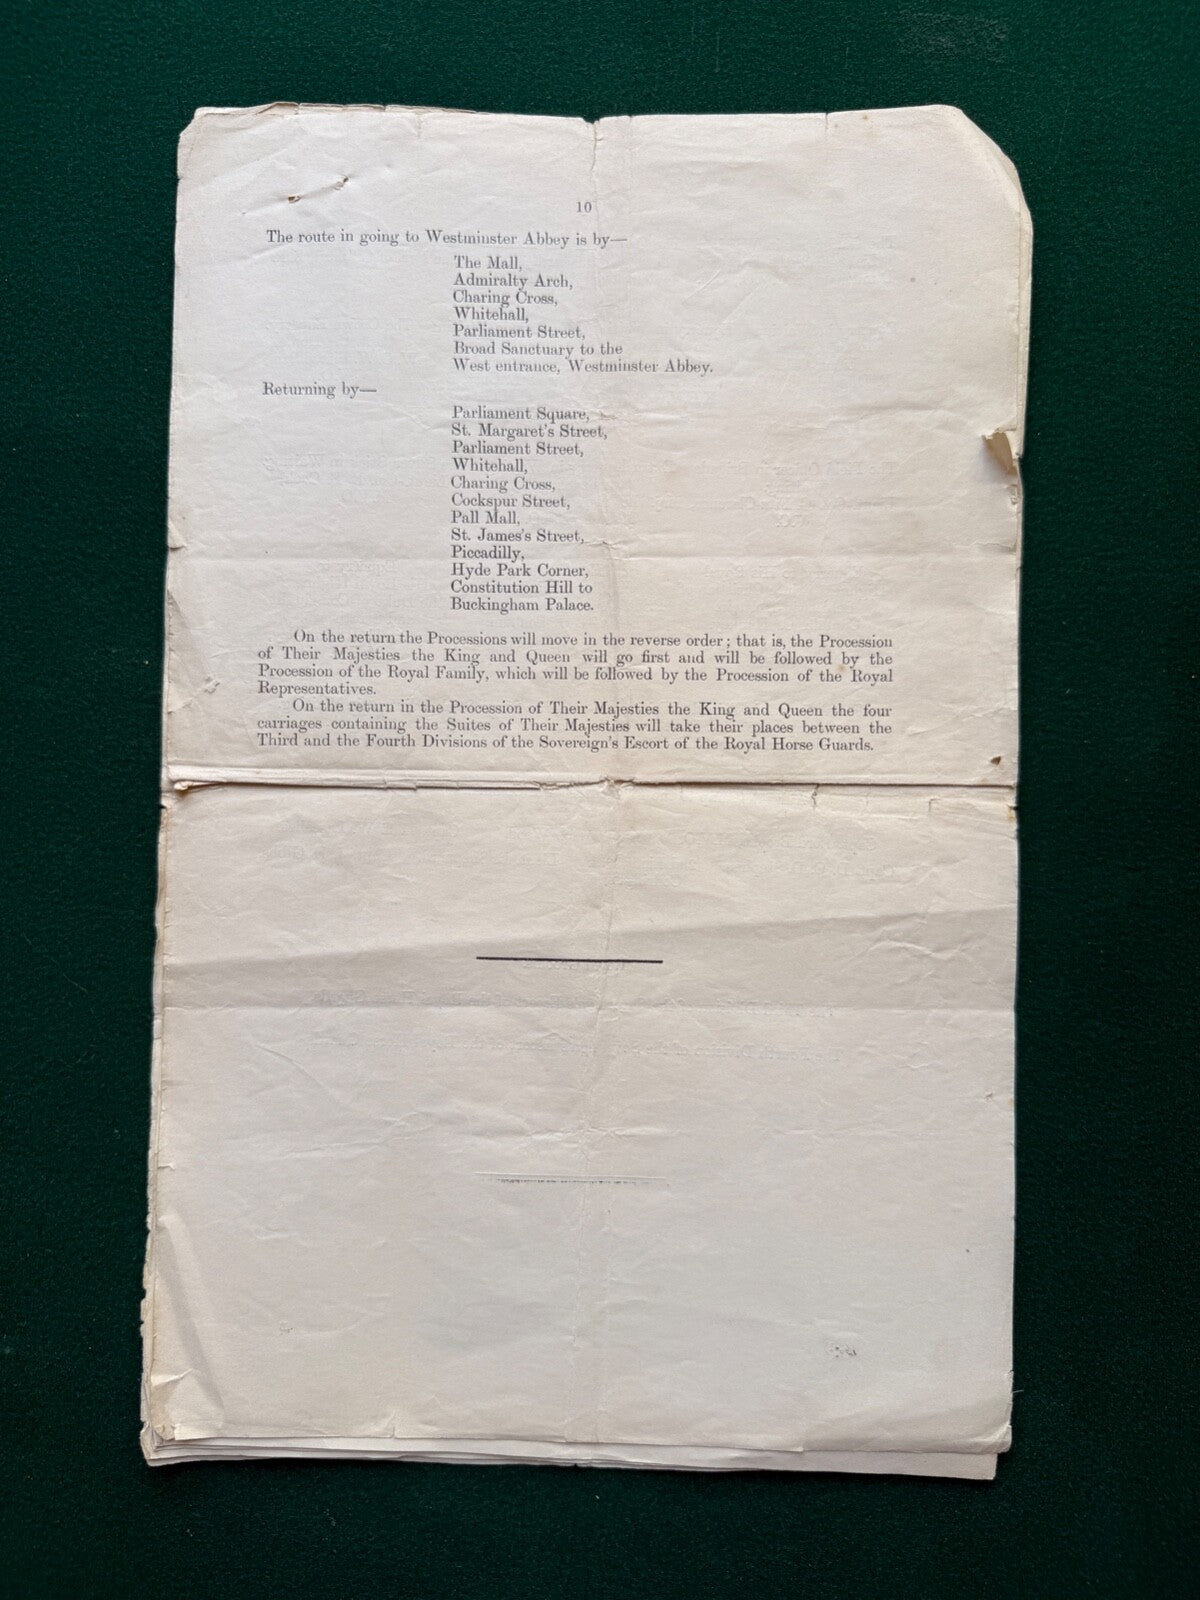 10
The route in going to Westminster Abbey is by—
The Mall,
Admiralty Arch,
Charing Cross,
Whitehall,
Parliament Street,
Broad Sanctuary to the
West entrance, Westminster Abbey.
Returning by—
Parliament Square,
St. Margaret's Street,
Parliament Street,
Whitehall,
Charing Cross,
Cockspur Street,
Pall Mall,
St. James's Street,
Piccadilly,
Hyde Park Corner,
Constitution Hill to
Buckingham Palace.
On the return the Processions will move in the reverse order; that is, the Procession
of Their Majesties the King and Queen will go first and will be followed by the
Procession of the Royal Family, which will be followed by the Procession of the Royal
Representatives.
On the return in the Procession of Their Majesties the King and Queen the four
carriages containing the Suites of Their Majesties will take their places between the
Third and the Fourth Divisions of the Sovereign's Escort of the Royal Horse Guards.